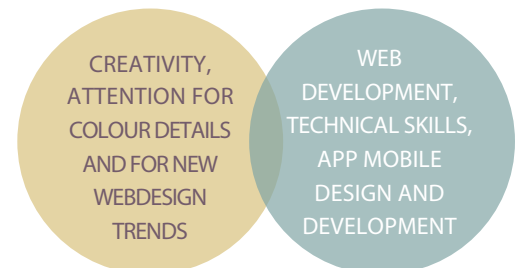 CREATIVITY,
ATTENTION FOR
COLOUR DETAILS
AND FOR NEW
WEBDESIGN
TRENDS
WEB
DEVELOPMENT,
TECHNICAL SKILLS,
APP MOBILE
DESIGN AND
DEVELOPMENT